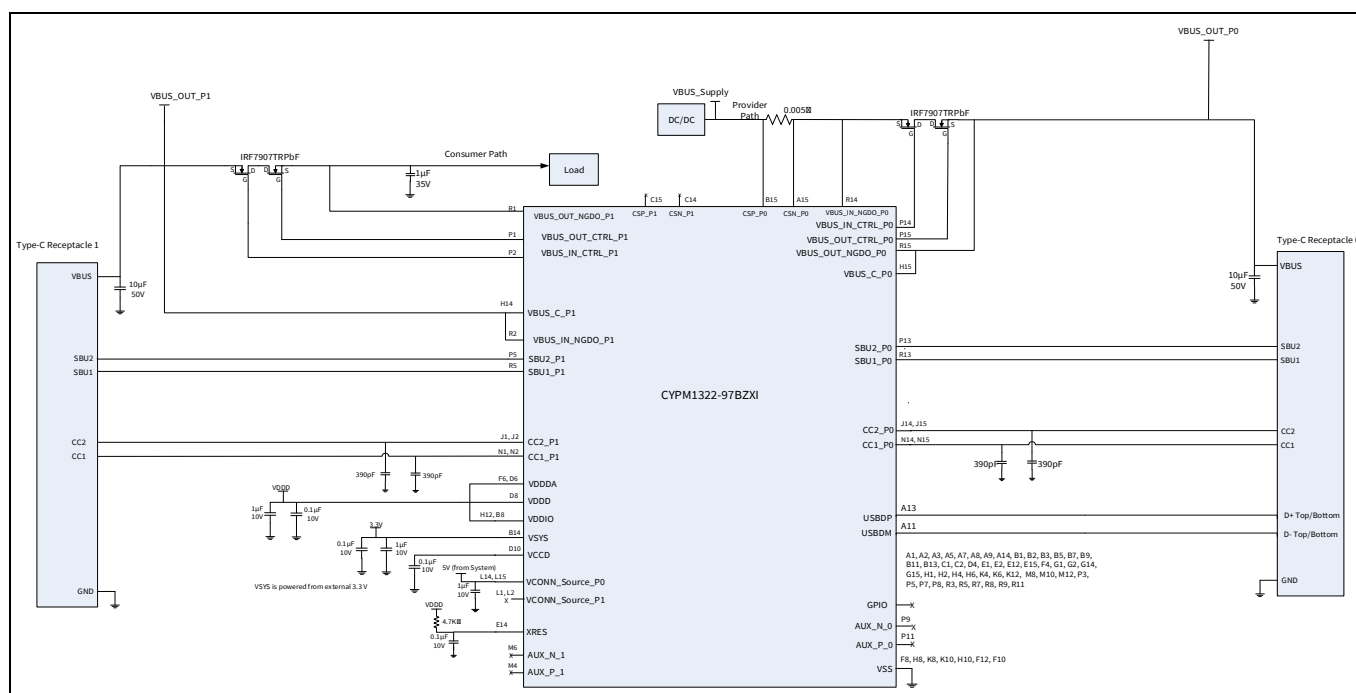 VBUS_OUT_P0
VBUS_OUT_P1
VBUS_Supply
Provider
Path
DC/DC
0.005
IRF7907TRPbF
S
D
D
S
G
G
IRF7907TRPbF
S
D
D
S
G
G
Consumer Path
1µF
35V
Load
C15
C14
B15
A15
R14
CSP_P1
CSN_P1
CSP_P0
CSN_P0
VBUS_IN_NGDO_P0
R1
VBUS_OUT_NGDO_P1
P1
VBUS_OUT_CTRL_P1
P2
VBUS_IN_CTRL_P1
P14
VBUS_IN_CTRL_P0
P15
VBUS_OUT_CTRL_P0
R15
VBUS_OUT_NGDO_P0
H15
VBUS_C_P0
Type-C Receptacle 1
VBUS
10µF
50V
Type-C Receptacle
VBUS
10µF
50V
H14
VBUS_C_P1
R2
VBUS_IN_NGDO_P1
SBU2
P5
SBU2_P1
SBU1
R5
SBU1_P1
SBU2_P0
P13
SBU2
SBU1_P0
R13
SBU1
CYPM1322-97BZXI
CC2
J1, J2
CC2_P1
CC1
N1, N2
CC1_P1
390pF
390pF
CC2_P0
J14, J15
CC2
CC1_P0
N14, N15
CC1
390pF
390pF
F6, D6
VDDDA
VDDD
D8
VDDD
1µF
10V
0.1µF
10V
H12, B8
VDDIO
3.3V
B14
VSYS
0.1µF
10V
1µF
10V
D10
VCCD
0.1µF
10V
VSYS is powered from external 3.3 V
5V (from System)
L14, L15
VCONN_Source_P0
1µF
10V
L1, L2
VCONN_Source_P1
VDDD
4.7K
E14
XRES
0.1µF
10V
M6
AUX_N_1
M4
AUX_P_1
USBDP
A13
D+ Top/Bottom
USBDM
A11
D- Top/Bottom
A1, A2, A3, A5, A7, A8, A9, A14, B1, B2, B3, B5, B7, B9,
B11, B13, C1, C2, D4, E1, E2, E12, E15, F4, G1, G2, G14,
G15, H1, H2, H4, H6, K4, K6, K12, M8, M10, M12, P3,
P5, P7, P8, R3, R5, R7, R8, R9, R11
GPIO
P9
AUX_N_0
P11
AUX_P_0
F8, H8, K8, K10, H10, F12, F10
VSS
GND
GND